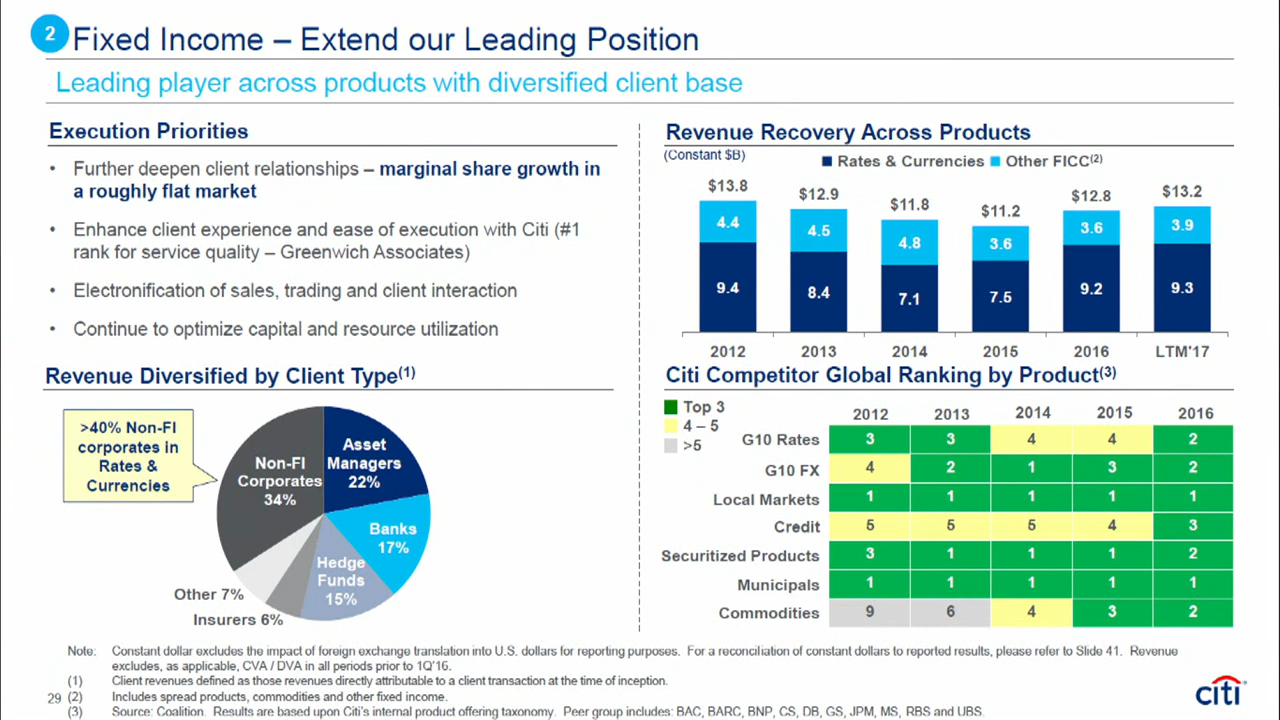 2
Fixed Income – Extend our Leading Position
Leading player across products with diversified client base
Execution Priorities
• Further deepen client relationships – marginal share growth in
a roughly flat market
• Enhance client experience and ease of execution with Citi (#1
rank for service quality – Greenwich Associates)
• Electronification of sales, trading and client interaction
• Continue to optimize capital and resource utilization
Revenue Diversified by Client Type(1)
>40% Non-FI
corporates in
Rates &
Currencies
Non-FI
Corporates
34%
Asset
Managers
22%
Banks
17%
Hedge
Funds
15%
Other 7%
Insurers 6%
Revenue Recovery Across Products
(Constant $B)
Rates & Currencies Other FICC(2)
$13.8 $12.9 $11.8 $11.2 $12.8 $13.2
4.4 4.5 4.8 3.6 3.6 3.9
9.4 8.4 7.1 7.5 9.2 9.3
2012 2013 2014 2015 2016 LTM'17
Citi Competitor Global Ranking by Product(3)
Top 3
4 – 5
>5
2012 2013 2014 2015 2016
G10 Rates 3 3 4 4 2
G10 FX 4 2 1 3 2
Local Markets 1 1 1 1 1
Credit 5 5 5 4 3
Securitized Products 3 1 1 1 2
Municipals 1 1 1 1 1
Commodities 9 6 4 3 2
Note: Constant dollar excludes the impact of foreign exchange translation into U.S. dollars for reporting purposes. For a reconciliation of constant dollars to reported results, please refer to Slide 41. Revenue
excludes, as applicable, CVA / DVA in all periods prior to 1Q'16.
(1) Client revenues defined as those revenues directly attributable to a client transaction at the time of inception.
(2) Includes spread products, commodities and other fixed income.
(3) Source: Coalition. Results are based upon Citi's internal product offering taxonomy. Peer group includes: BAC, BARC, BNP, CS, DB, GS, JPM, MS, RBS and UBS.
29
citi